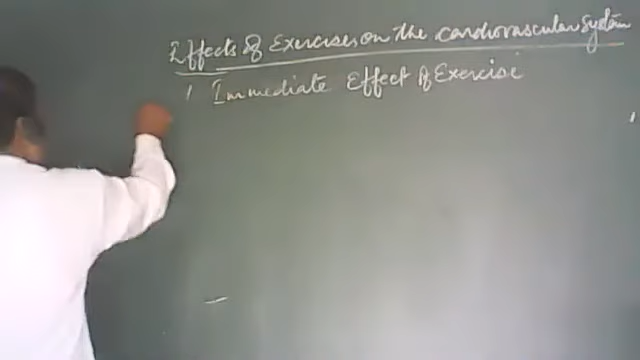 Effects of Exercises on the Cardiovascular System
1 Immediate Effect of Exercise